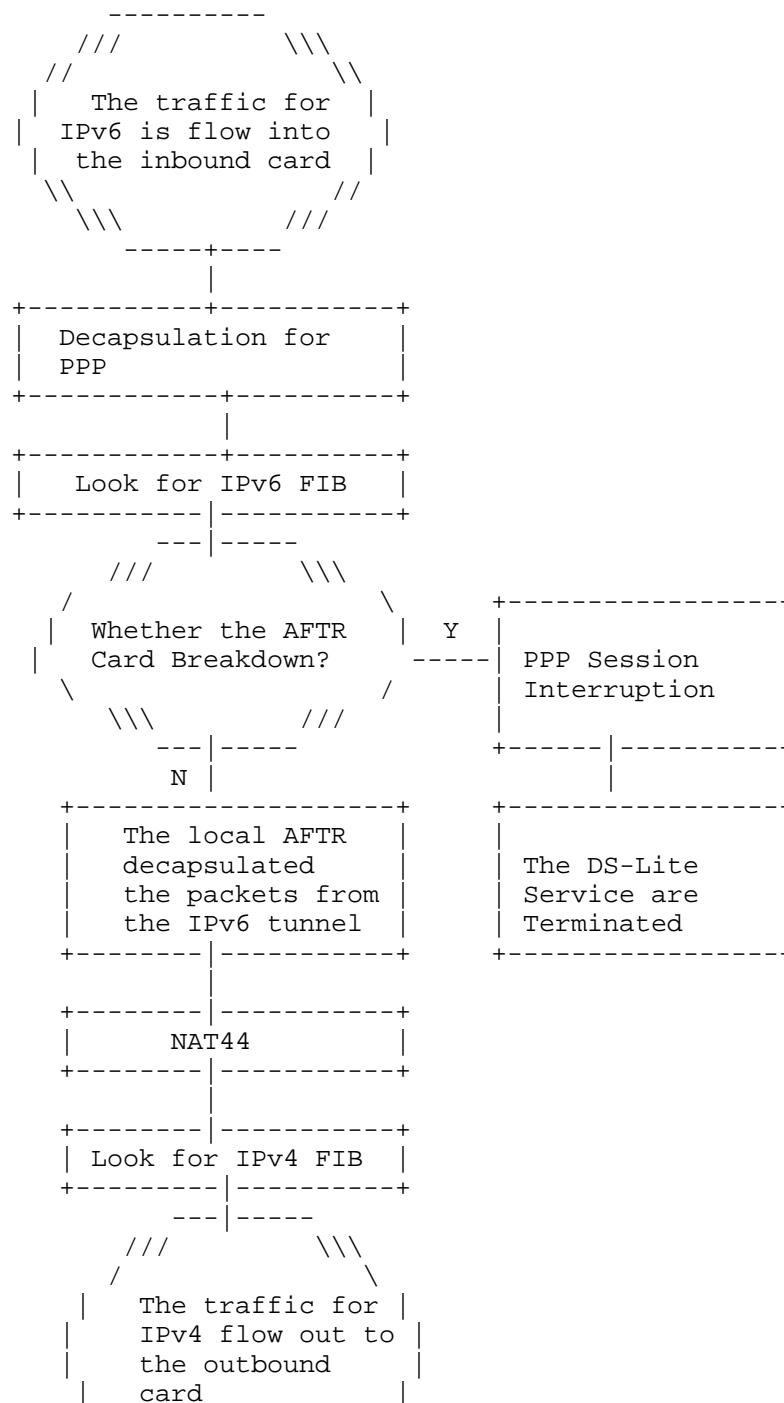 The traffic for
IPv6 is flow into
the inbound card
Decapsulation for
PPP
Look for IPv6 FIB
Whether the AFTR
Card Breakdown?
Y
PPP Session
Interruption
N
The local AFTR
decapsulated
the packets from
the IPv6 tunnel
The DS-Lite
Service are
Terminated
NAT44
Look for IPv4 FIB
The traffic for
IPv4 flow out to
the outbound
card